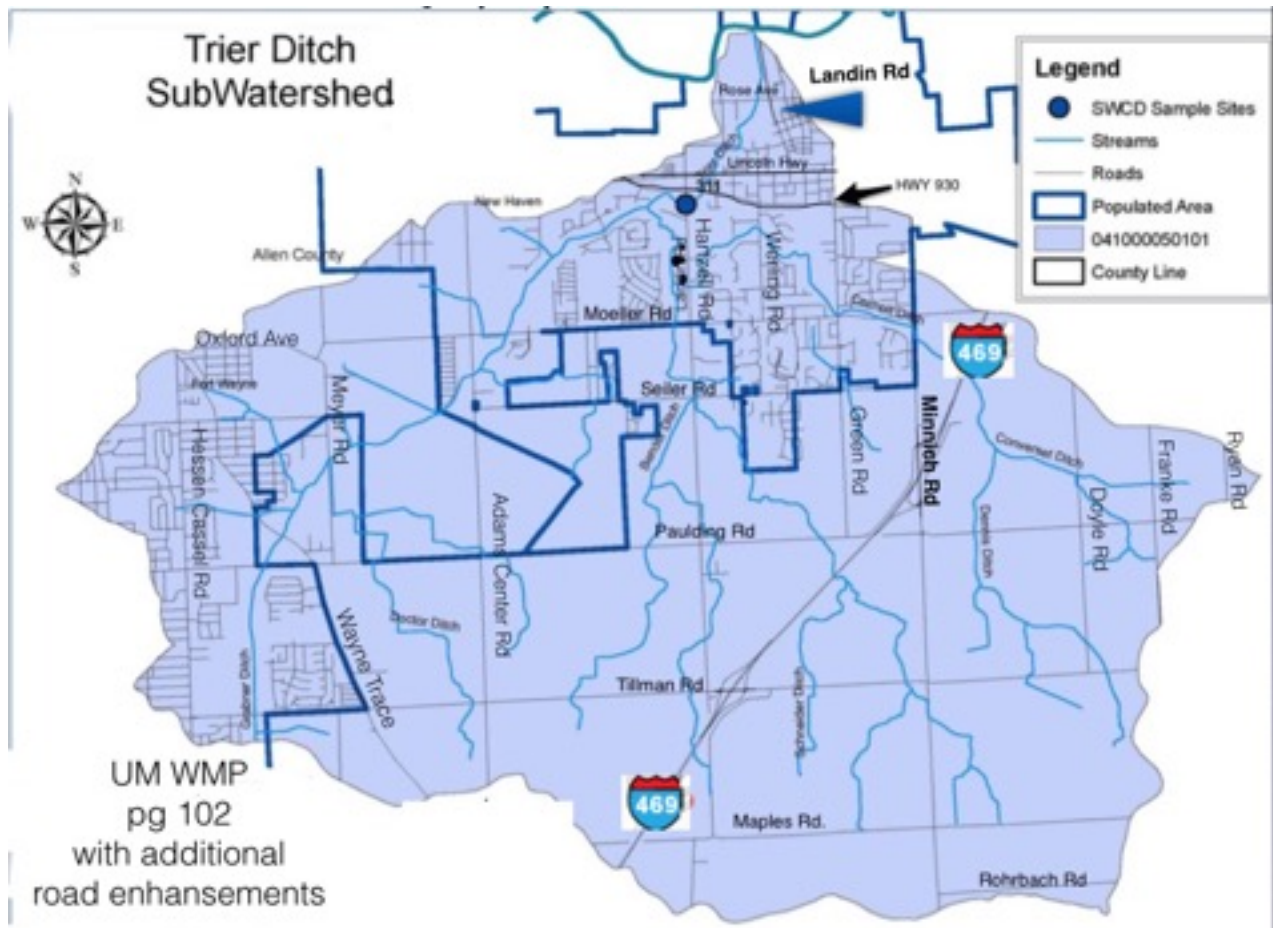 Trier Ditch
SubWatershed
Landin Rd
Rose Ave
Lincoln Hwy
HWY 930
311
New Haven
Allen County
Hartzell Rd
Werling Rd
Moeller Rd
Oxford Ave
Fort Wayne
Meyer Rd
Seiler Rd
Green Rd
Minnich Rd
469
Hessen Cassel Rd
Adams Center Rd
Paulding Rd
Doyle Rd
Franke Rd
Ryan Rd
Doctor Ditch
Wayne Trace
Tillman Rd
469
Maples Rd.
Rohrbach Rd
N
W
E
S
Legend
SWCD Sample Sites
Streams
Roads
Populated Area
041000050101
County Line
UM WMP
pg 102
with additional
road enhansements